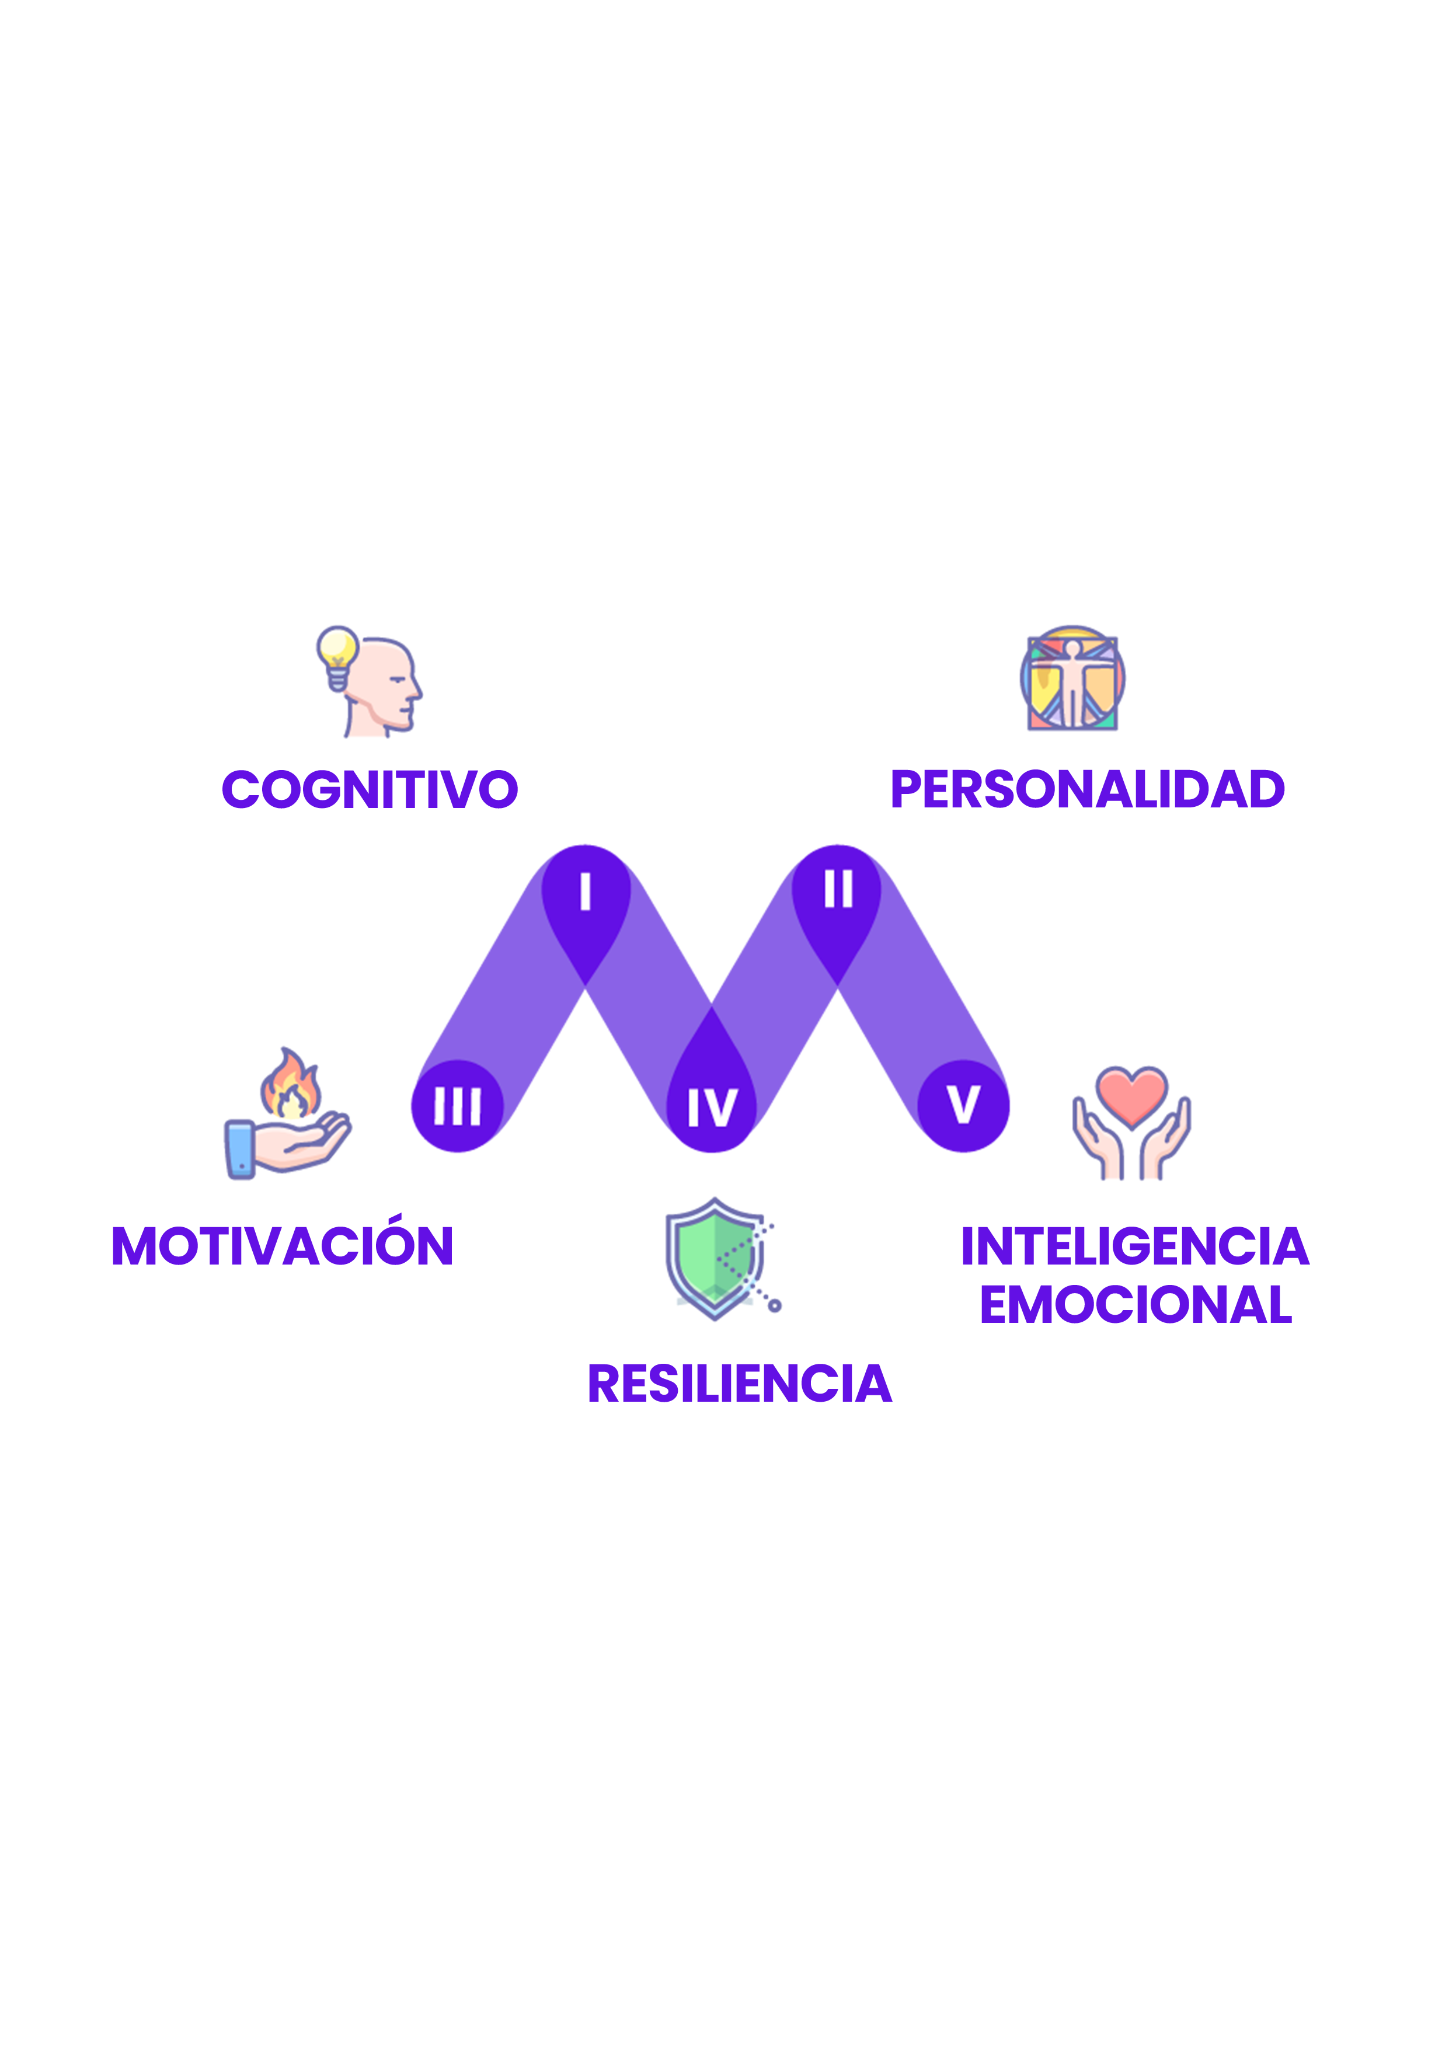 COGNITIVO
PERSONALIDAD
I
II
III
IV
V
MOTIVACIÓN
INTELIGENCIA
EMOCIONAL
RESILIENCIA